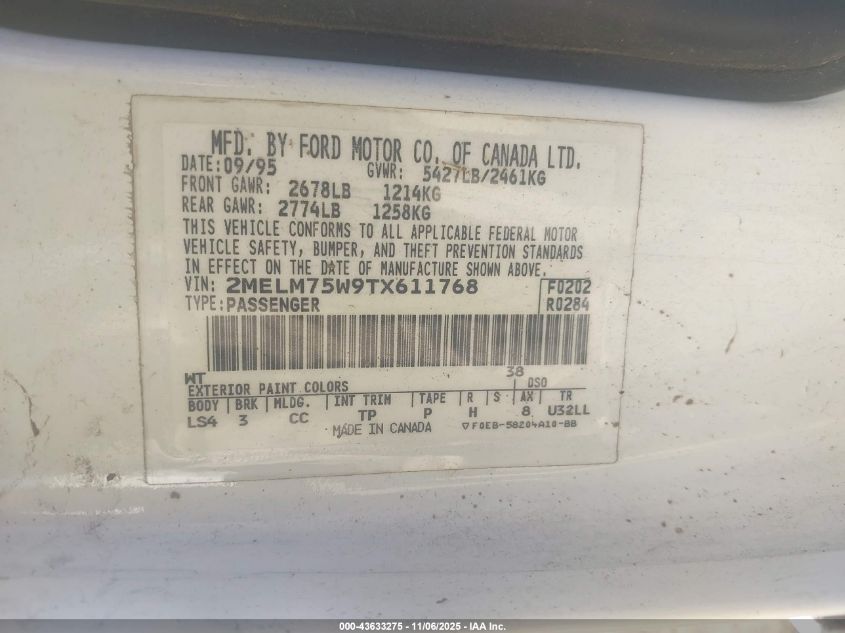 MFD. BY FORD MOTOR CO. OF CANADA LTD.
DATE: 09/95 GVWR: 5427LB/2461KG
FRONT GAWR: 2678LB 1214KG
REAR GAWR: 2774LB 1258KG
THIS VEHICLE CONFORMS TO ALL APPLICABLE FEDERAL MOTOR
VEHICLE SAFETY, BUMPER, AND THEFT PREVENTION STANDARDS
IN EFFECT ON THE DATE OF MANUFACTURE SHOWN ABOVE.
VIN: 2MELM75W9TX611768 F0202
TYPE: PASSENGER R0284
WT 38
EXTERIOR PAINT COLORS DSO
BODY BRK MLDG. INT TRIM TAPE R S AX TR
LS4 3 CC TP P H 8 U32LL
MADE IN CANADA ▽F0EB-58204A10-BB
000-43633275 - 11/06/2025 - IAA Inc.